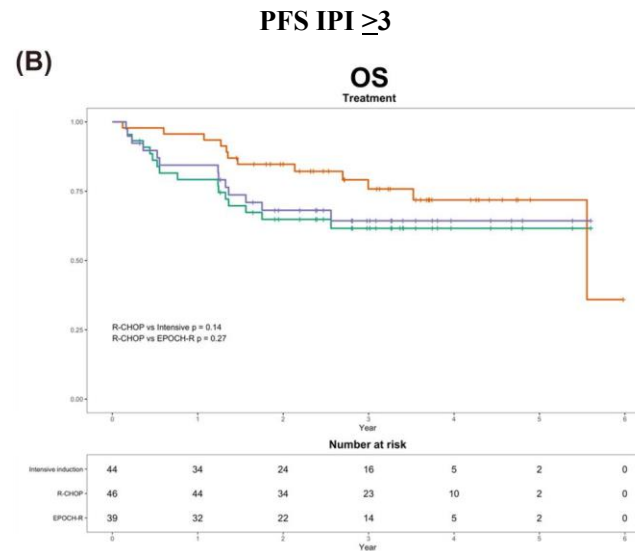 PFS IPI ≥3
(B)
OS
Treatment
1.00
0.75
0.50
0.25
0.00
R-CHOP vs Intensive p = 0.14
R-CHOP vs EPOCH-R p = 0.27
0 1 2 3 4 5 6
Year
Number at risk
Intensive induction 44 34 24 16 5 2 0
R-CHOP 46 44 34 23 10 2 0
EPOCH-R 39 32 22 14 5 2 0
0 1 2 3 4 5 6
Year